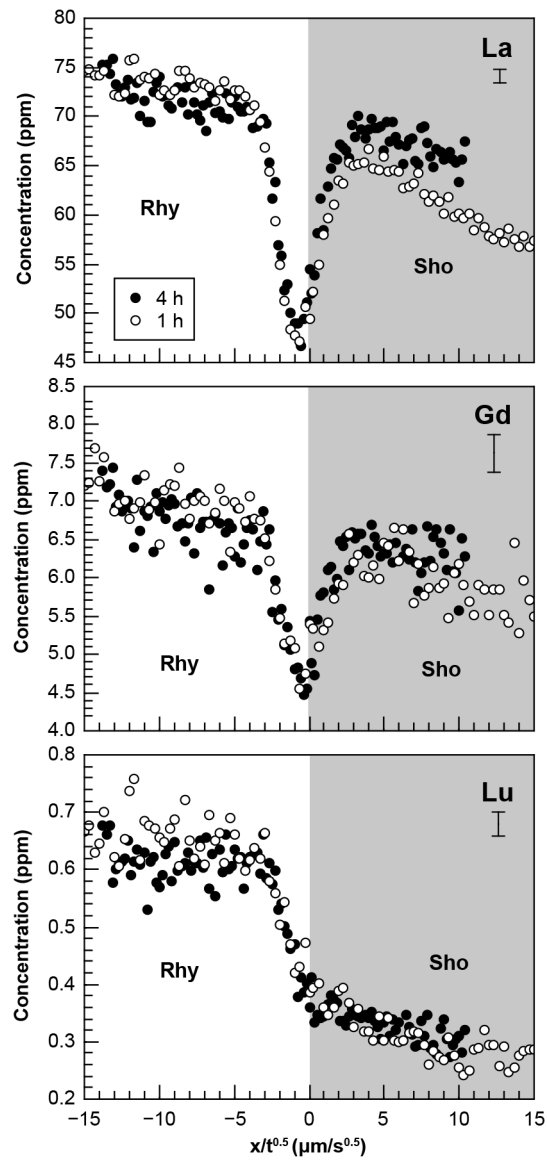 80
75
70
65
60
55
50
45
Concentration (ppm)
La
Rhy
Sho
4 h
1 h
8.5
8.0
7.5
7.0
6.5
6.0
5.5
5.0
4.5
4.0
Concentration (ppm)
Gd
Rhy
Sho
0.8
0.7
0.6
0.5
0.4
0.3
0.2
Concentration (ppm)
Lu
Rhy
Sho
−15 −10 −5 0 5 10 15
x/t^0.5 (µm/s^0.5)